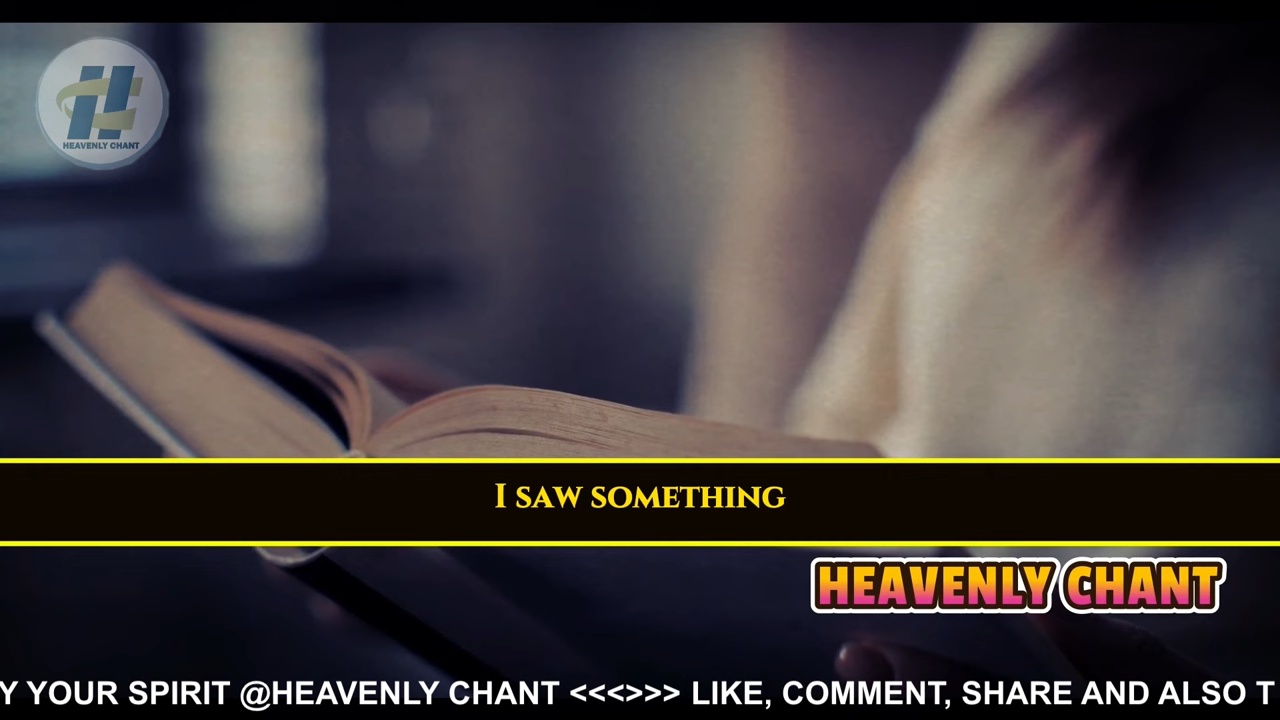 HEAVENLY CHANT
I SAW SOMETHING
HEAVENLY CHANT
Y YOUR SPIRIT @HEAVENLY CHANT <<<>>> LIKE, COMMENT, SHARE AND ALSO T